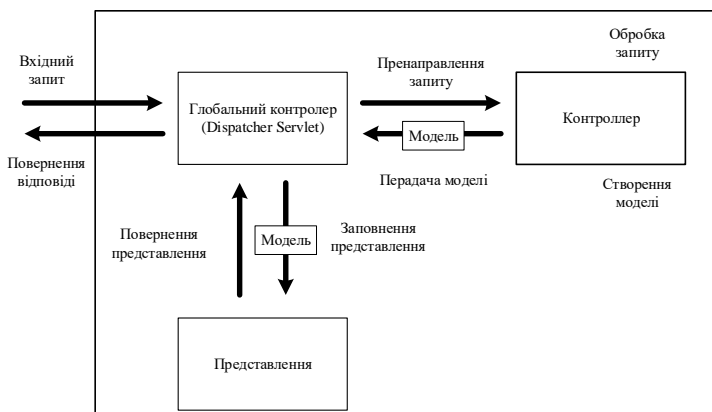 Вхідний
запит
Повернення
відповіді
Глобальний контролер
(Dispatcher Servlet)
Пренаправлення
запиту
Модель
Перадача моделі
Обробка
запиту
Контроллер
Створення
моделі
Повернення
представлення
Модель
Заповнення
представлення
Представлення